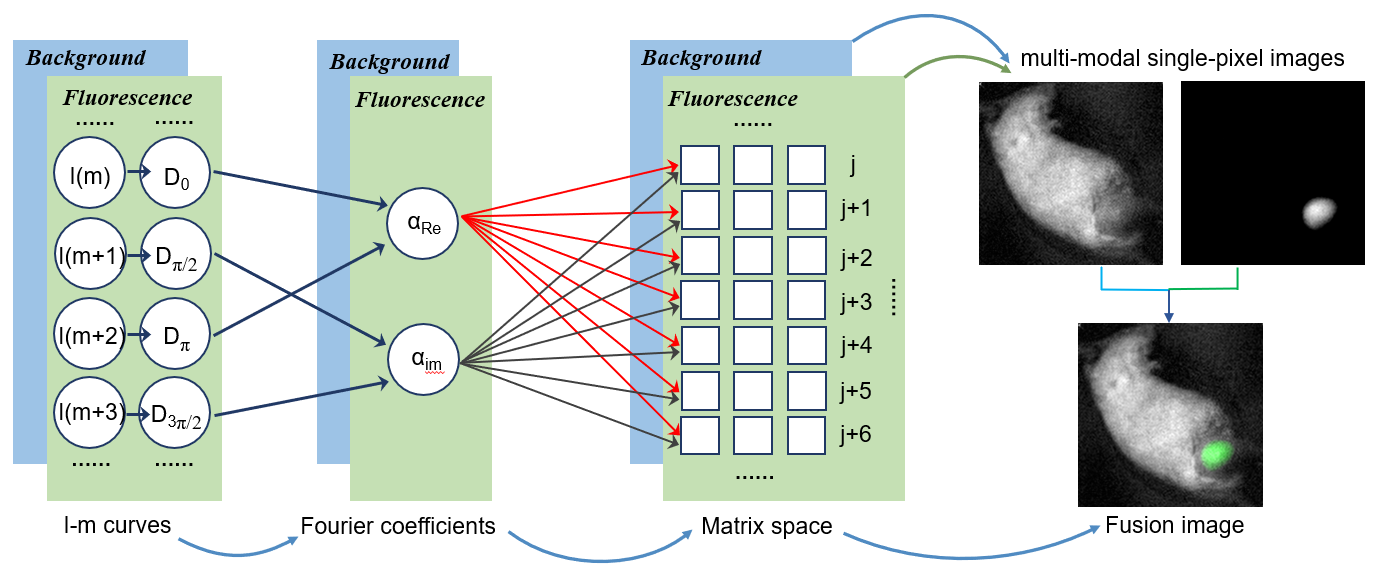 Background
Fluorescence
......
......
I(m)
D0
I(m+1)
Dπ/2
I(m+2)
Dπ
I(m+3)
D3π/2
......
......
I-m curves
Background
Fluorescence
αRe
αim
Fourier coefficients
Background
Fluorescence
......
j
j+1
j+2
j+3
......
j+4
j+5
j+6
......
Matrix space
multi-modal single-pixel images
Fusion image